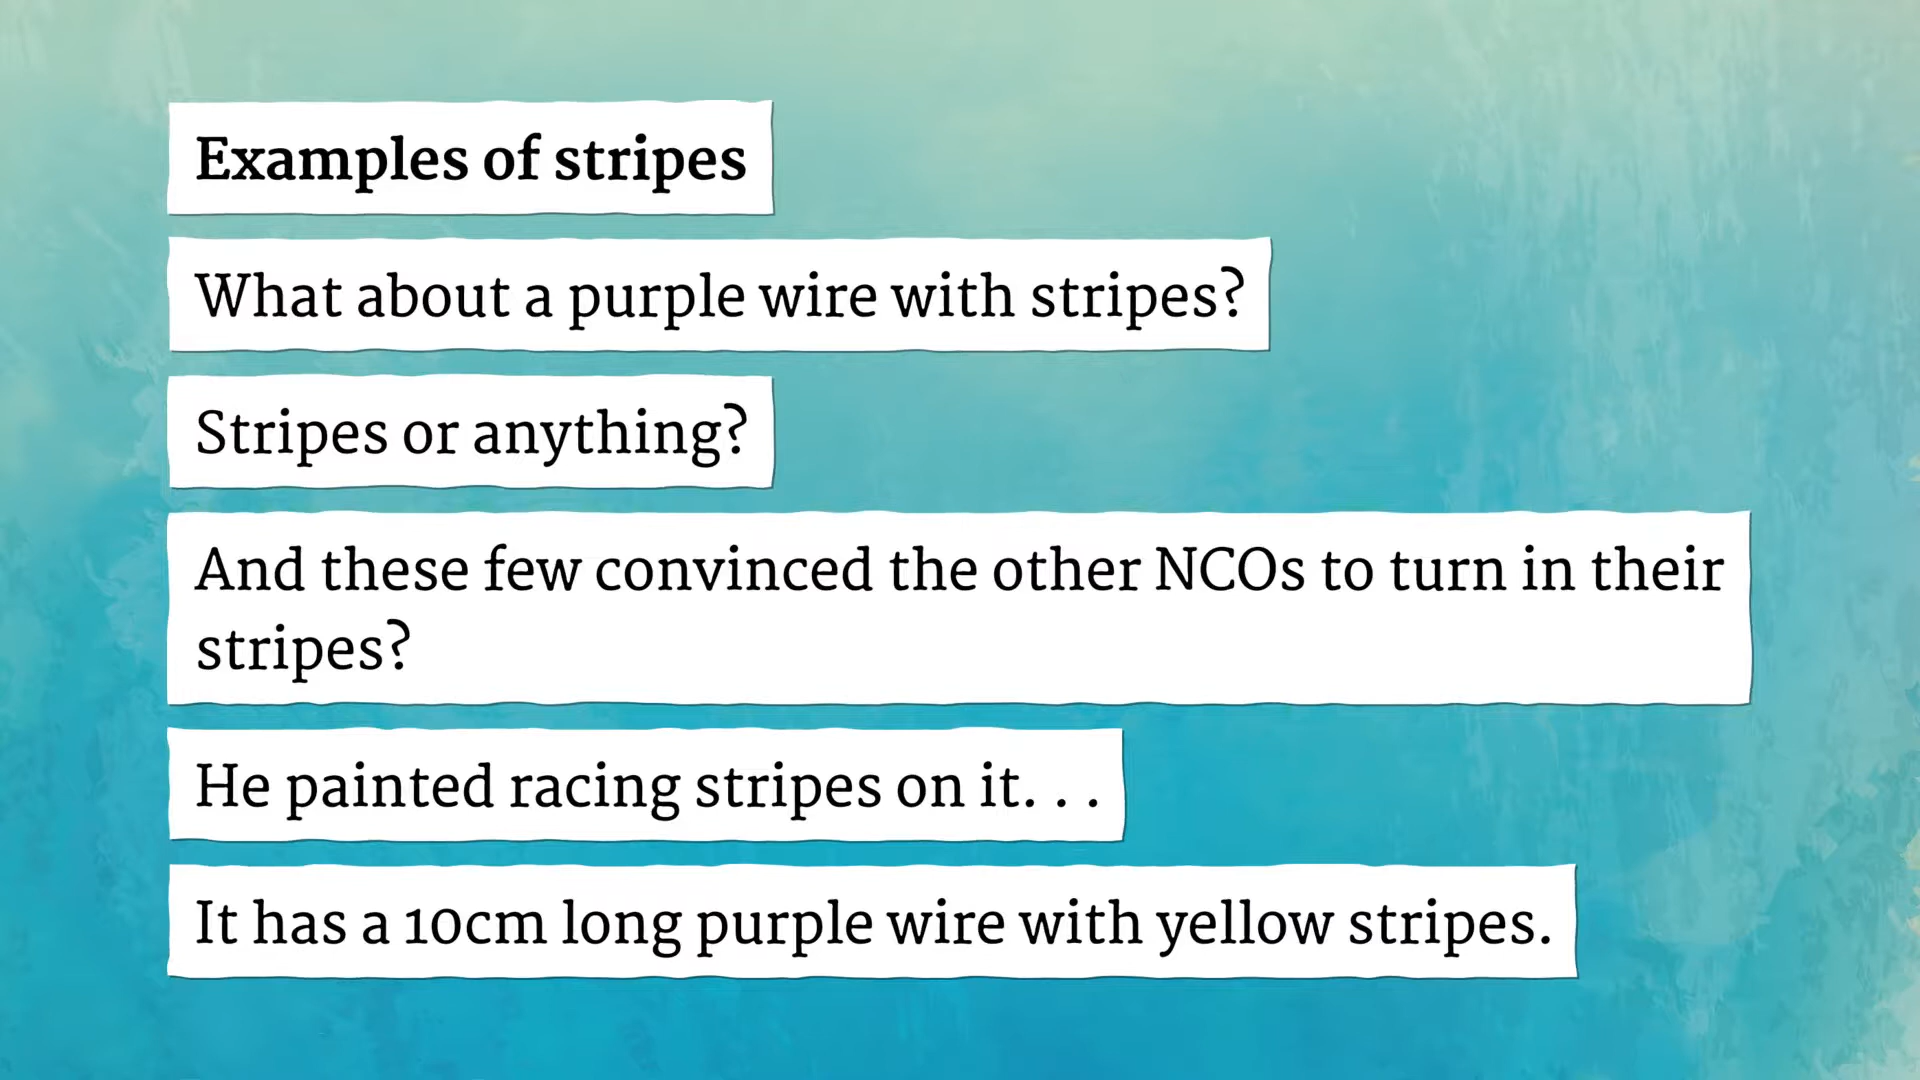 Examples of stripes
What about a purple wire with stripes?
Stripes or anything?
And these few convinced the other NCOs to turn in their
stripes?
He painted racing stripes on it. . .
It has a 10cm long purple wire with yellow stripes.